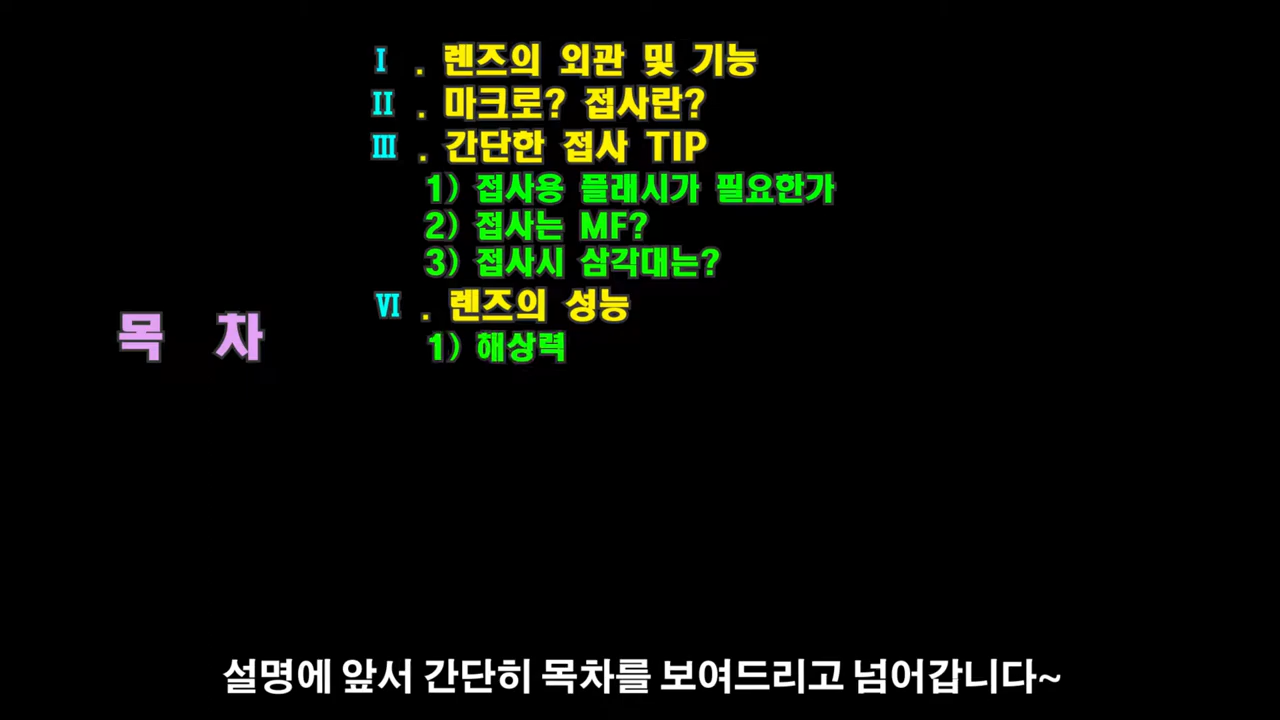 Ⅰ . 렌즈의 외관 및 기능
Ⅱ . 마크로? 접사란?
Ⅲ . 간단한 접사 TIP
1) 접사용 플래시가 필요한가
2) 접사는 MF?
3) 접사시 삼각대는?
Ⅵ . 렌즈의 성능
1) 해상력
목 차
설명에 앞서 간단히 목차를 보여드리고 넘어갑니다~